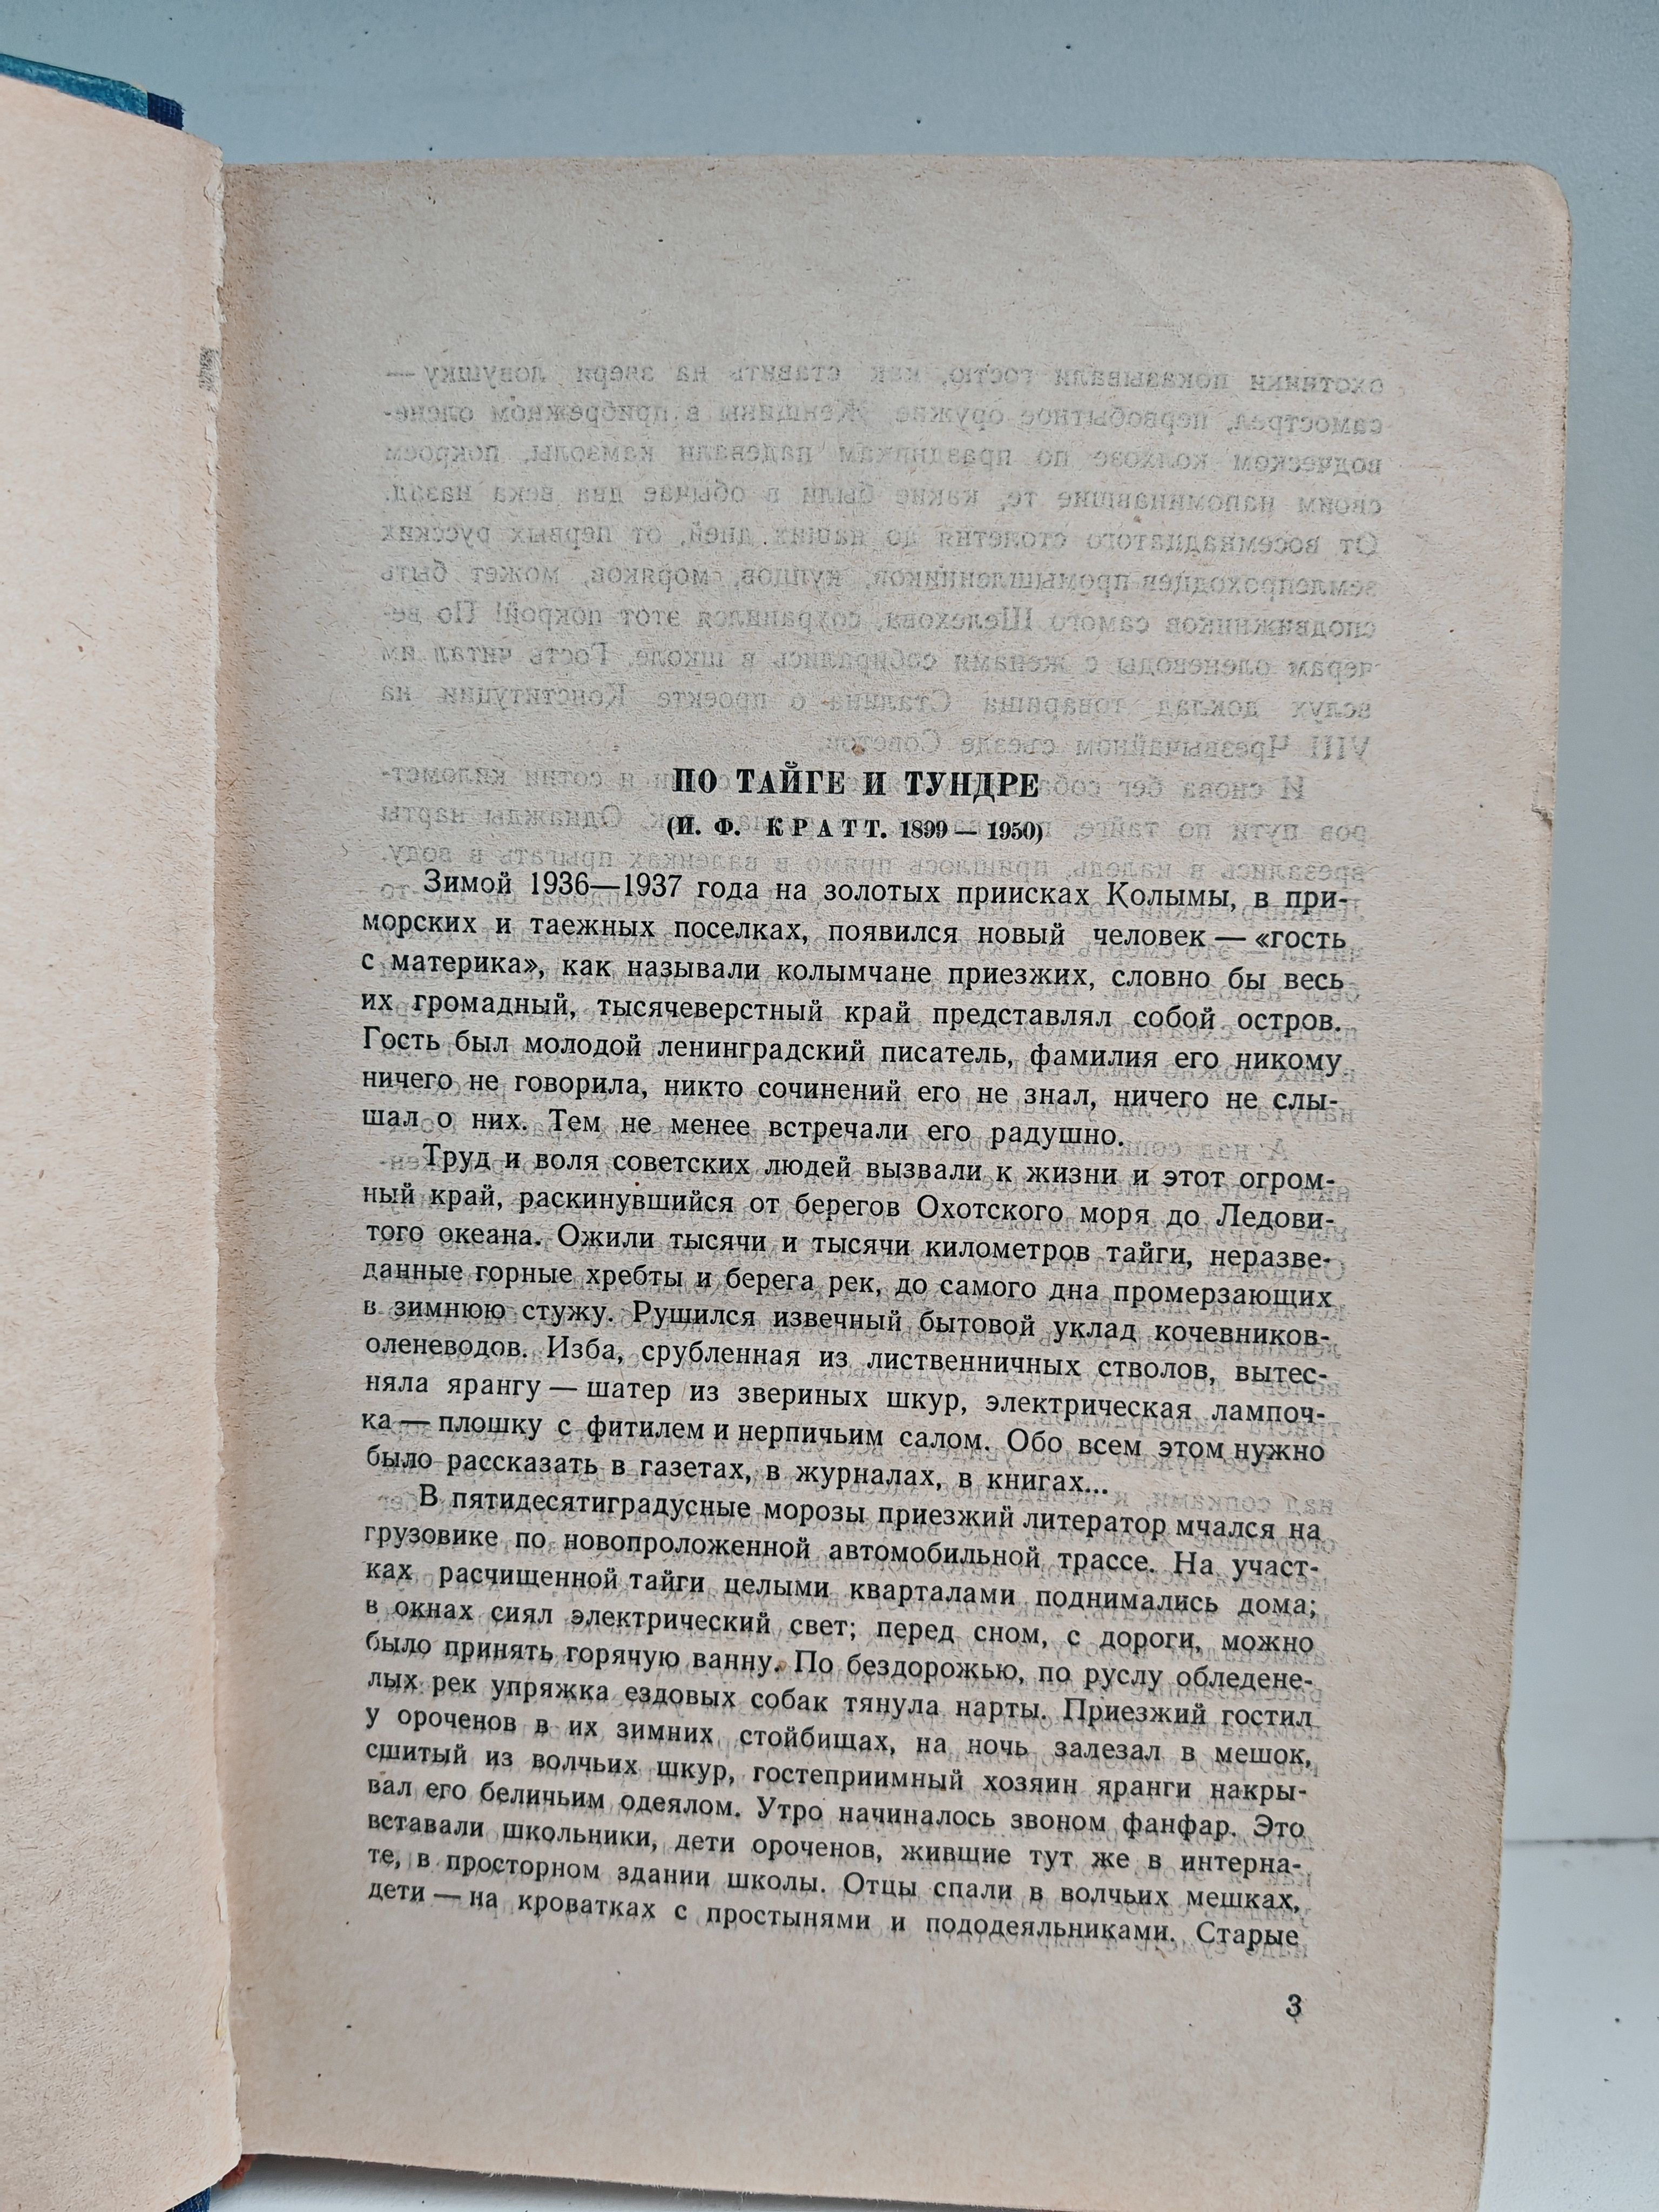 ПО ТАЙГЕ И ТУНДРЕ
(И. Ф. КРАТТ. 1899 — 1950)
Зимой 1936—1937 года на золотых приисках Колымы, в при-
морских и таежных поселках, появился новый человек — «гость
с материка», как называли колымчане приезжих, словно бы весь
их громадный, тысячеверстный край представлял собой остров.
Гость был молодой ленинградский писатель, фамилия его никому
ничего не говорила, никто сочинений его не знал, ничего не слы-
шал о них. Тем не менее встречали его радушно.
Труд и воля советских людей вызвали к жизни и этот огром-
ный край, раскинувшийся от берегов Охотского моря до Ледови-
того океана. Ожили тысячи и тысячи километров тайги, неразве-
данные горные хребты и берега рек, до самого дна промерзающих
в зимнюю стужу. Рушился извечный бытовой уклад кочевников-
оленеводов. Изба, срубленная из лиственничных стволов, вытес-
няла ярангу — шатер из звериных шкур, электрическая лампоч-
ка — плошку с фитилем и нерпичьим салом. Обо всем этом нужно
было рассказать в газетах, в журналах, в книгах...
В пятидесятиградусные морозы приезжий литератор мчался на
грузовике по новопроложенной автомобильной трассе. На участ-
ках расчищенной тайги целыми кварталами поднимались дома;
в окнах сиял электрический свет; перед сном, с дороги, можно
было принять горячую ванну. По бездорожью, по руслу обледене-
лых рек упряжка ездовых собак тянула нарты. Приезжий гостил
у ороченов в их зимних стойбищах, на ночь залезал в мешок,
сшитый из волчьих шкур, гостеприимный хозяин яранги накры-
вал его беличьим одеялом. Утро начиналось звоном фанфар. Это
вставали школьники, дети ороченов, жившие тут же в интерна-
те, в просторном здании школы. Отцы спали в волчьих мешках,
дети — на кроватках с простынями и пододеяльниками. Старые
3